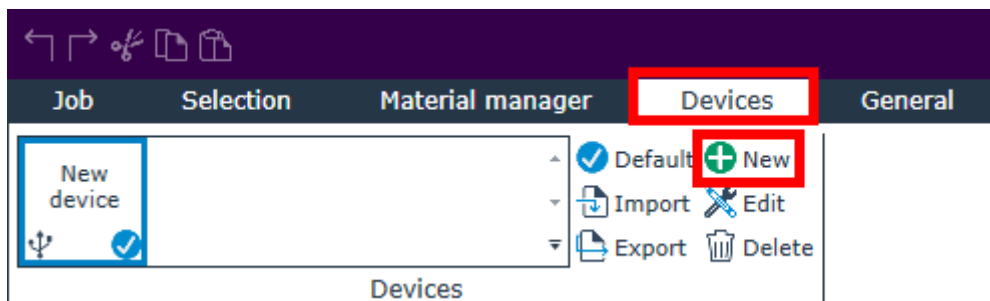 Job Selection Material manager Devices General
New device
Default New
Import Edit
Export Delete
Devices